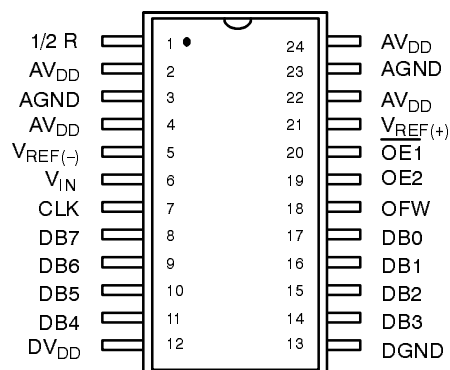 1/2 R 1 24 AVDD
AVDD 2 23 AGND
AGND 3 22 AVDD
AVDD 4 21 VREF(+)
VREF(–) 5 20 OE1
VIN 6 19 OE2
CLK 7 18 OFW
DB7 8 17 DB0
DB6 9 16 DB1
DB5 10 15 DB2
DB4 11 14 DB3
DVDD 12 13 DGND